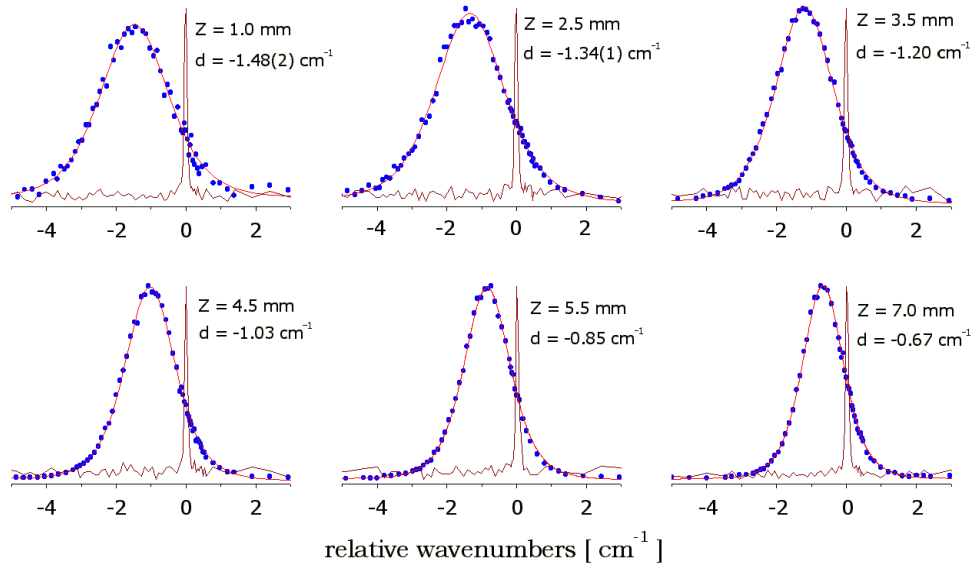 Z = 1.0 mm
d = -1.48(2) cm⁻¹
Z = 2.5 mm
d = -1.34(1) cm⁻¹
Z = 3.5 mm
d = -1.20 cm⁻¹
-4 -2 0 2
-4 -2 0 2
-4 -2 0 2
Z = 4.5 mm
d = -1.03 cm⁻¹
Z = 5.5 mm
d = -0.85 cm⁻¹
Z = 7.0 mm
d = -0.67 cm⁻¹
-4 -2 0 2
-4 -2 0 2
-4 -2 0 2
relative wavenumbers [ cm⁻¹ ]